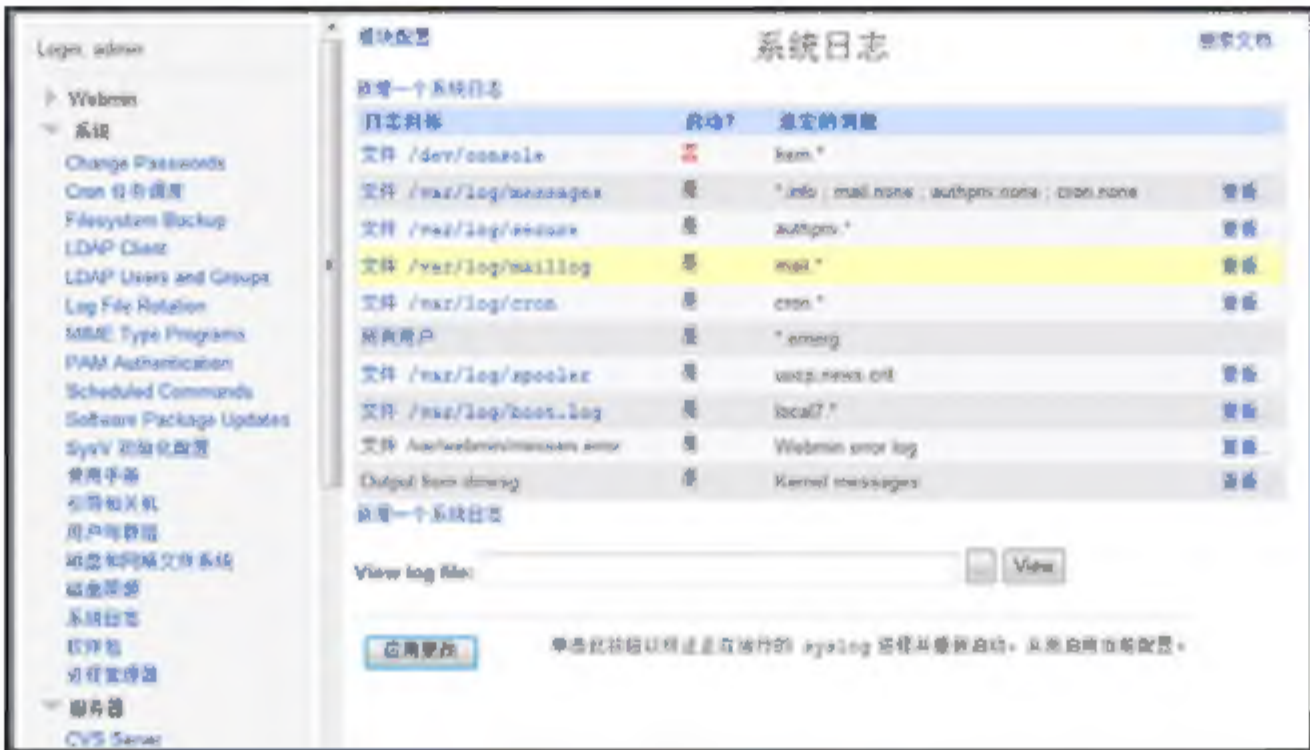 Login: admin
Webmin
系统
Change Passwords
Cron 任务调度
Filesystem Backup
LDAP Client
LDAP Users and Groups
Log File Rotation
MIME Type Programs
PAM Authentication
Scheduled Commands
Software Package Updates
SysV 初始化配置
使用手册
引导和关机
用户与群组
磁盘和网络文件系统
磁盘限额
系统日志
软件包
进程管理器
服务器
CVS Server
模块配置
系统日志
搜索文档
新增一个系统日志
日志目标 启动? 选定的消息
文件 /dev/console 否 kern.*
文件 /var/log/messages 是 *.info ; mail.none ; authpriv.none ; cron.none 查看
文件 /var/log/secure 是 authpriv.* 查看
文件 /var/log/maillog 是 mail.* 查看
文件 /var/log/cron 是 cron.* 查看
所有用户 是 *.emerg
文件 /var/log/spooler 是 uucp,news.crit 查看
文件 /var/log/boot.log 是 local7.* 查看
文件 /var/webmin/miniserv.error 是 Webmin error log 查看
Output from dmesg 是 Kernel messages 查看
新增一个系统日志
View log file: ... View
应用更改 syslog